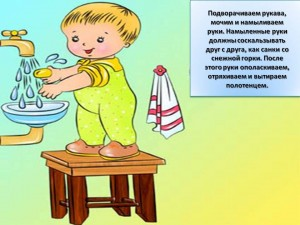 Подворачиваем рукава,
мочим и намыливаем
руки. Намыленные руки
должны соскальзывать
друг с друга, как санки со
снежной горки. После
этого руки ополаскиваем,
отряхиваем и вытираем
полотенцем.